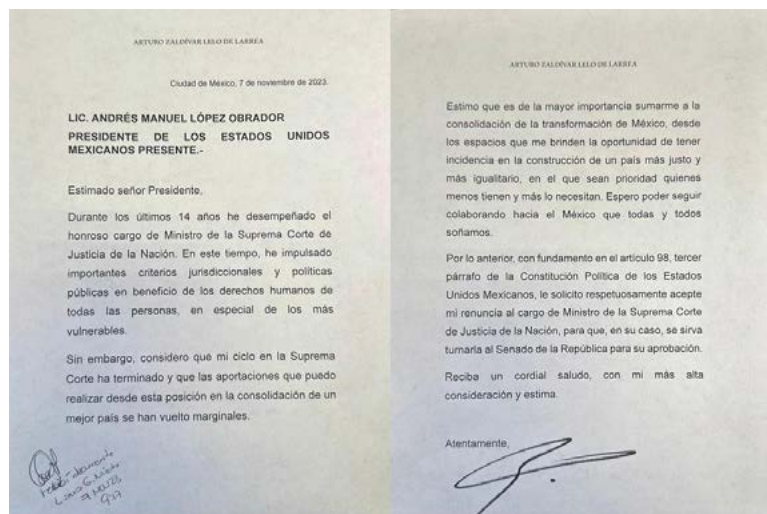 ARTURO ZALDÍVAR LELO DE LARREA
Ciudad de México, 7 de noviembre de 2023.
LIC. ANDRÉS MANUEL LÓPEZ OBRADOR
PRESIDENTE DE LOS ESTADOS UNIDOS
MEXICANOS PRESENTE.-
Estimado señor Presidente,
Durante los últimos 14 años he desempeñado el
honroso cargo de Ministro de la Suprema Corte de
Justicia de la Nación. En este tiempo, he impulsado
importantes criterios jurisdiccionales y políticas
públicas en beneficio de los derechos humanos de
todas las personas, en especial de los más
vulnerables.
Sin embargo, considero que mi ciclo en la Suprema
Corte ha terminado y que las aportaciones que puedo
realizar desde esta posición en la consolidación de un
mejor país se han vuelto marginales.
ARTURO ZALDÍVAR LELO DE LARREA
Estimo que es de la mayor importancia sumarme a la
consolidación de la transformación de México, desde
los espacios que me brinden la oportunidad de tener
incidencia en la construcción de un país más justo y
más igualitario, en el que sean prioridad quienes
menos tienen y más lo necesitan. Espero poder seguir
colaborando hacia el México que todas y todos
soñamos.
Por lo anterior, con fundamento en el artículo 98, tercer
párrafo de la Constitución Política de los Estados
Unidos Mexicanos, le solicito respetuosamente acepte
mi renuncia al cargo de Ministro de la Suprema Corte
de Justicia de la Nación, para que, en su caso, se sirva
turnarla al Senado de la República para su aprobación.
Reciba un cordial saludo, con mi más alta
consideración y estima.
Atentamente,